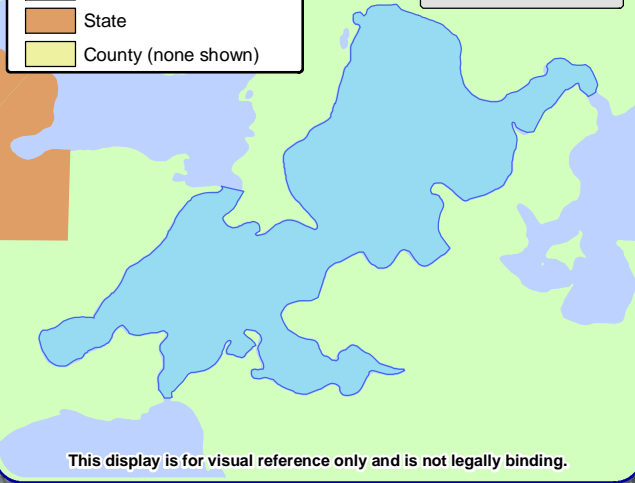 State
County (none shown)
This display is for visual reference only and is not legally binding.